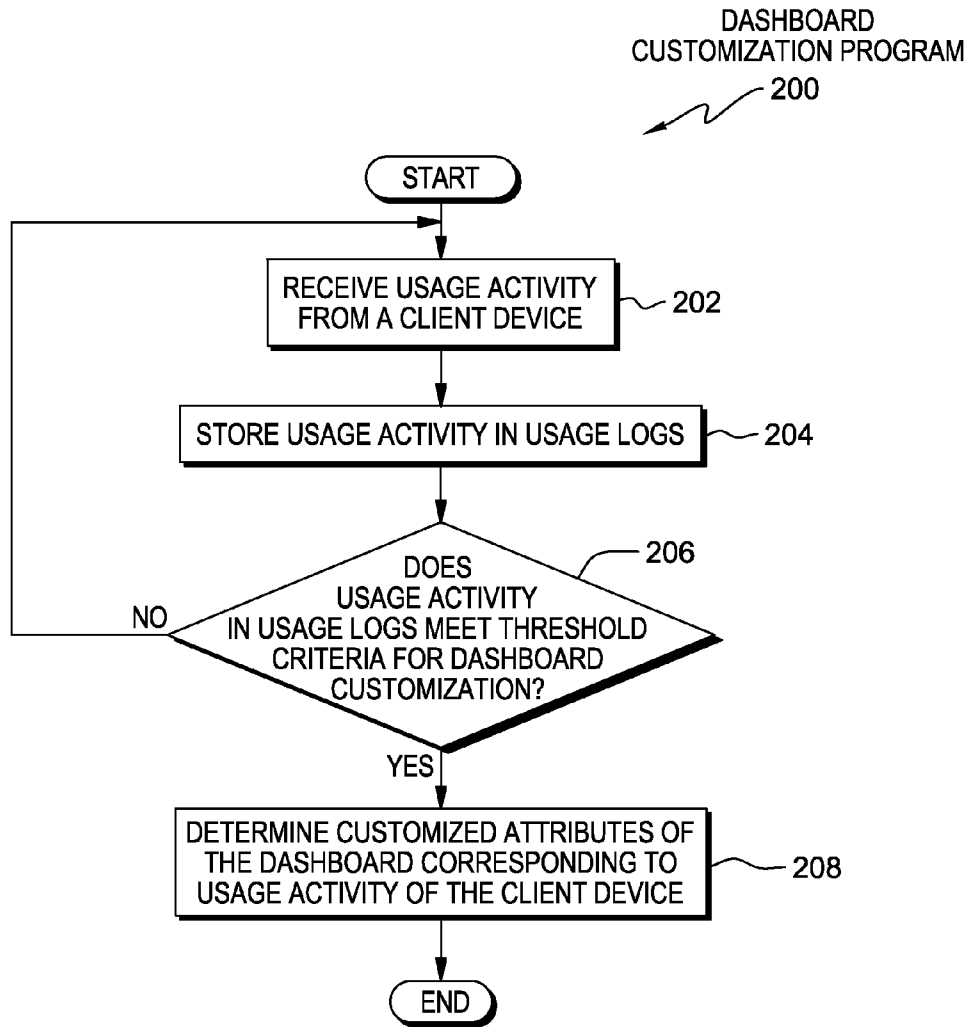 DASHBOARD
CUSTOMIZATION PROGRAM
200
START
RECEIVE USAGE ACTIVITY
FROM A CLIENT DEVICE
202
STORE USAGE ACTIVITY IN USAGE LOGS
204
206
DOES
USAGE ACTIVITY
IN USAGE LOGS MEET THRESHOLD
CRITERIA FOR DASHBOARD
CUSTOMIZATION?
NO
YES
DETERMINE CUSTOMIZED ATTRIBUTES OF
THE DASHBOARD CORRESPONDING TO
USAGE ACTIVITY OF THE CLIENT DEVICE
208
END